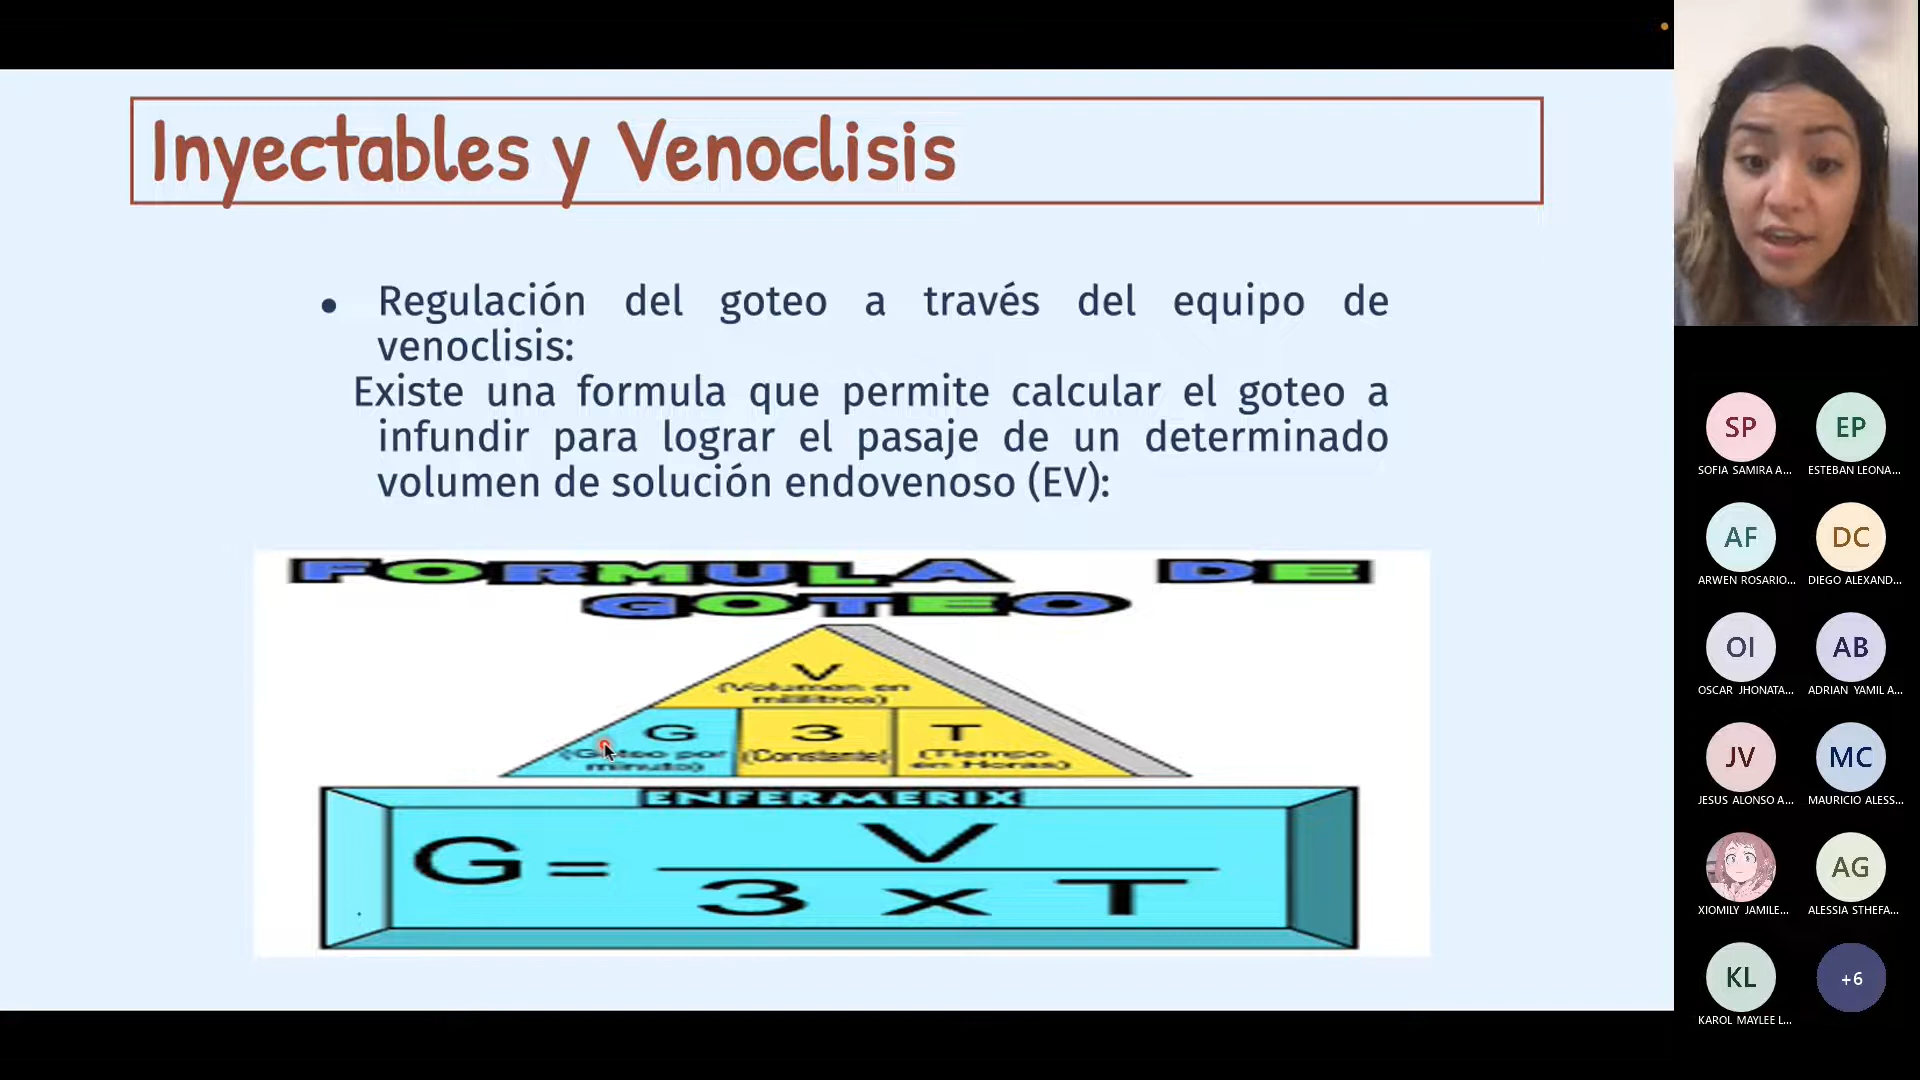 Inyectables y Venoclisis
• Regulación del goteo a través del equipo de
venoclisis:
Existe una formula que permite calcular el goteo a
infundir para lograr el pasaje de un determinado
volumen de solución endovenoso (EV):
FORMULA DE
GOTEO
V
(Volumen en
mililitros)
G 3 T
(Goteo por (Constante) (Tiempo
minuto) en Horas)
ENFERMERIX
G= V
3 x T
SP EP
SOFIA SAMIRA A... ESTEBAN LEONA...
AF DC
ARWEN ROSARIO... DIEGO ALEXAND...
OI AB
OSCAR JHONATA... ADRIAN YAMIL A...
JV MC
JESUS ALONSO A... MAURICIO ALESS...
AG
XIOMILY JAMILE... ALESSIA STHEFA...
KL +6
KAROL MAYLEE L...